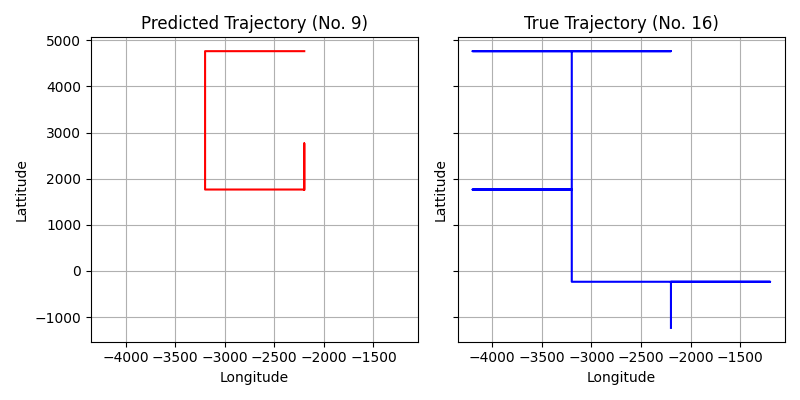 Predicted Trajectory (No. 9)
True Trajectory (No. 16)
5000
4000
3000
2000
1000
0
−1000
Lattitude
Lattitude
−4000 −3500 −3000 −2500 −2000 −1500
−4000 −3500 −3000 −2500 −2000 −1500
Longitude
Longitude